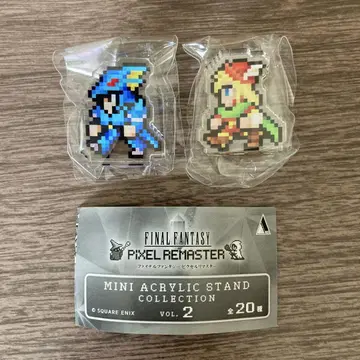 FINAL FANTASY
PIXEL REMASTER
ファイナルファンタジー ピクセルリマスター
MINI ACRYLIC STAND
COLLECTION
© SQUARE ENIX
VOL. 2
全20種